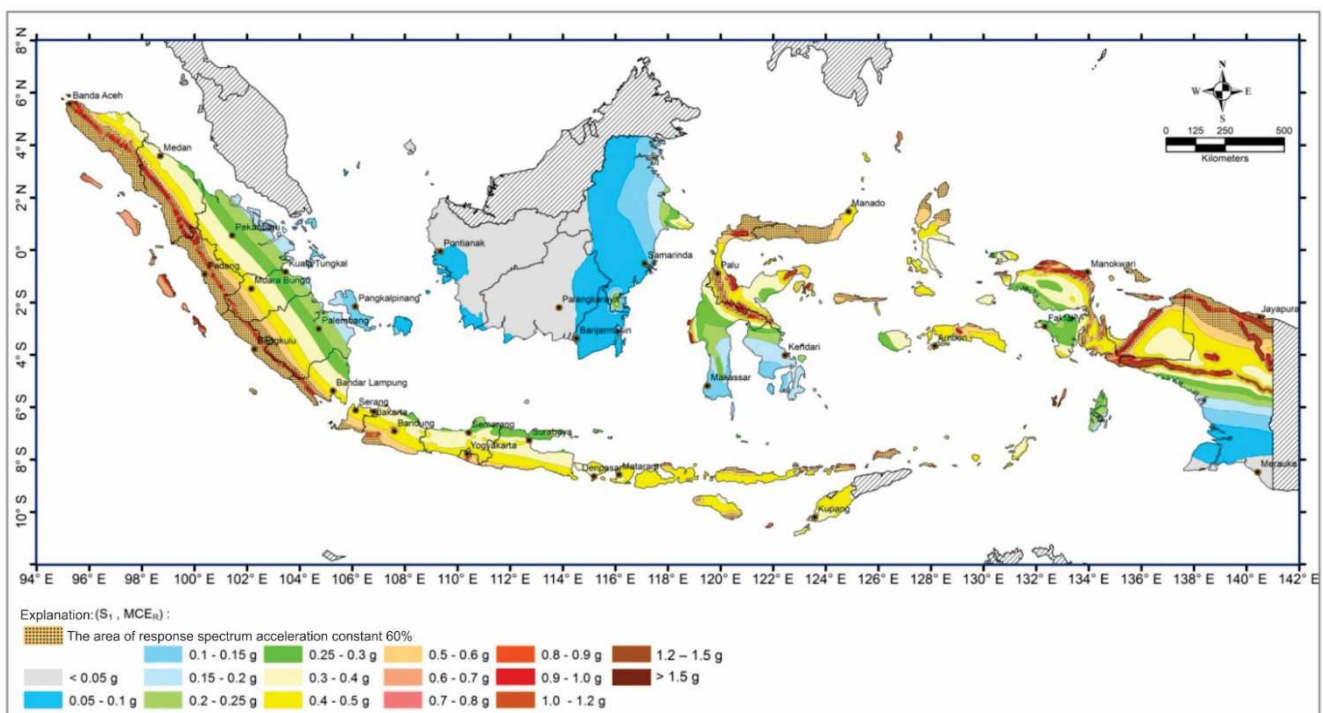 8° N
6° N
4° N
2° N
0°
2° S
4° S
6° S
8° S
10° S
N
W E
S
0 125 250 500
Kilometers
Banda Aceh
Medan
Pekanbaru
Kuala Tungkal
Padang
Muara Bungo
Pangkalpinang
Palembang
Bengkulu
Bandar Lampung
Serang
Jakarta
Bandung
Semarang
Yogyakarta
Surabaya
Denpasar
Mataram
Kupang
Pontianak
Samarinda
Palangkaraya
Banjarmasin
Manado
Palu
Kendari
Makassar
Ambon
Manokwari
Fakfak
Jayapura
Merauke
94° E 96° E 98° E 100° E 102° E 104° E 106° E 108° E 110° E 112° E 114° E 116° E 118° E 120° E 122° E 124° E 126° E 128° E 130° E 132° E 134° E 136° E 138° E 140° E 142° E
Explanation: (S₁ , MCEᵣ) :
The area of response spectrum acceleration constant 60%
0.1 - 0.15 g 0.25 - 0.3 g 0.5 - 0.6 g 0.8 - 0.9 g 1.2 – 1.5 g
< 0.05 g 0.15 - 0.2 g 0.3 - 0.4 g 0.6 - 0.7 g 0.9 - 1.0 g > 1.5 g
0.05 - 0.1 g 0.2 - 0.25 g 0.4 - 0.5 g 0.7 - 0.8 g 1.0 - 1.2 g